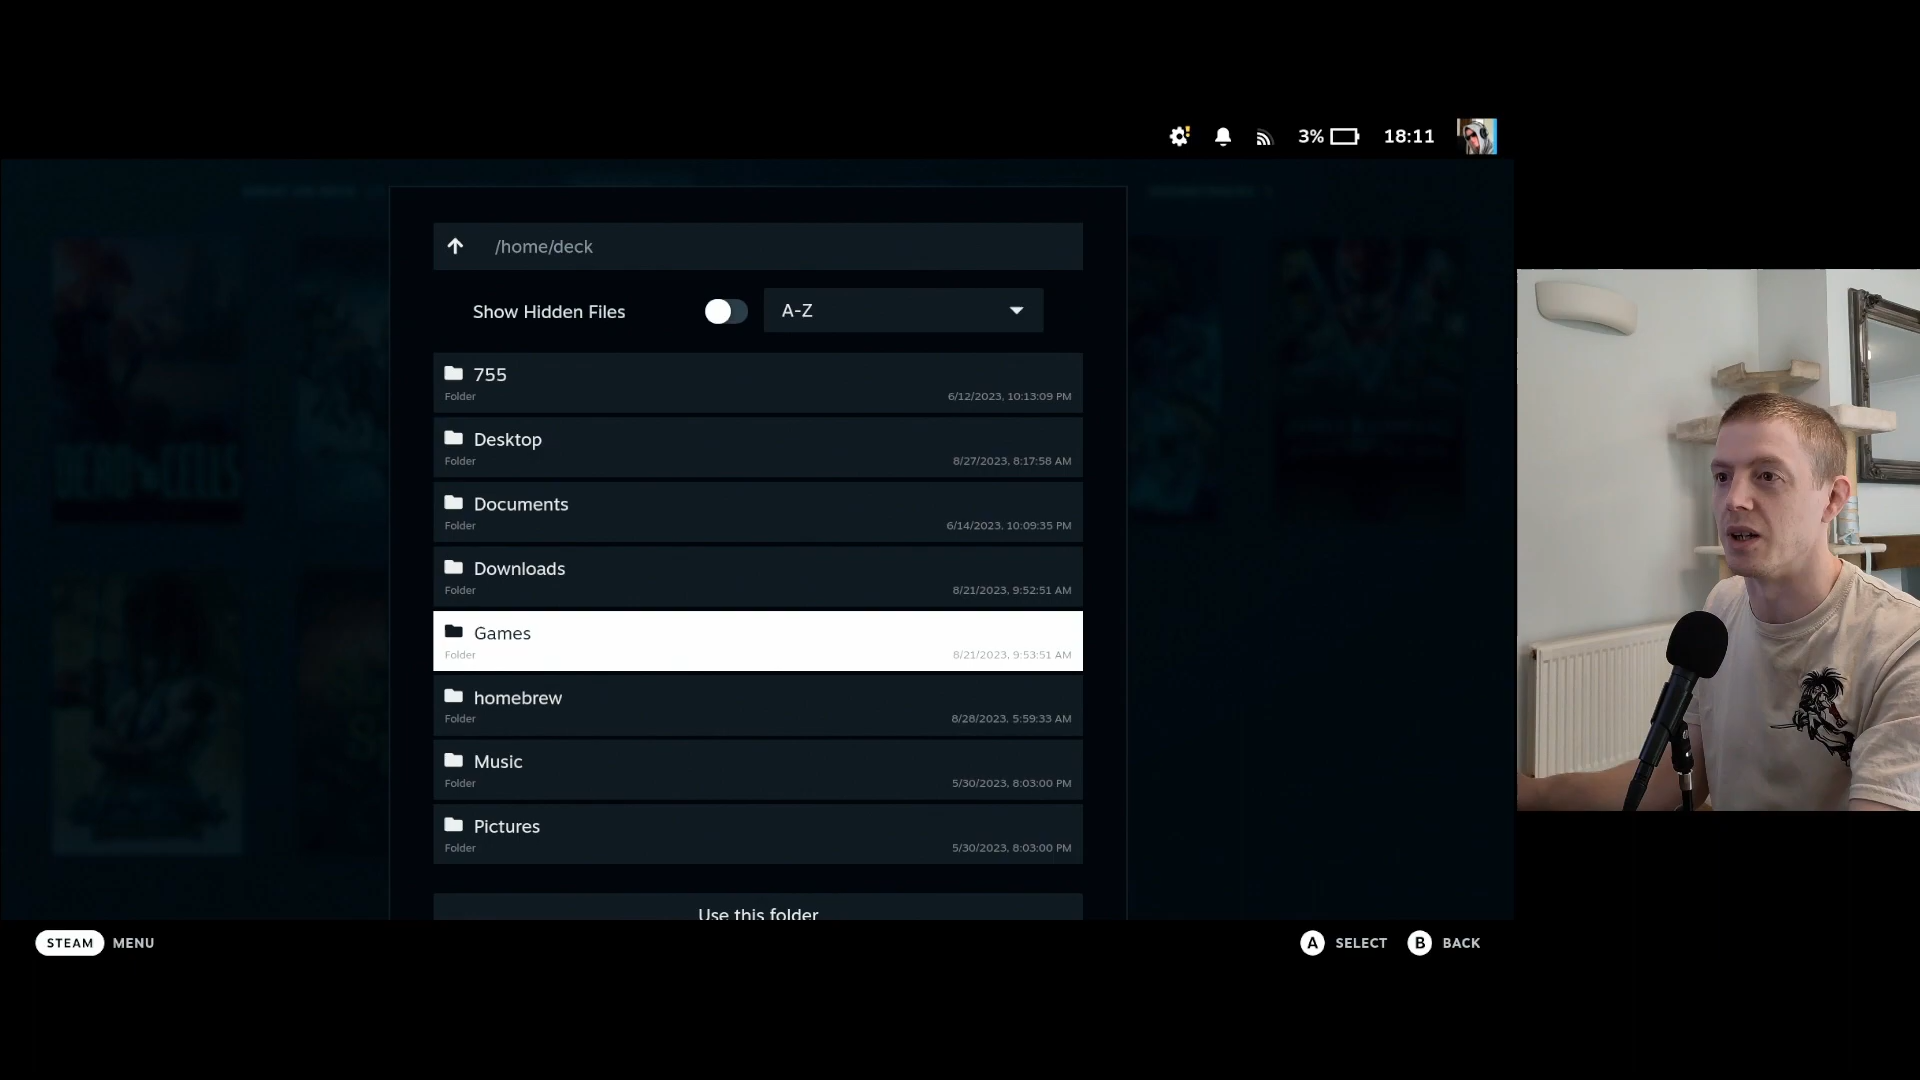 3% 18:11
/home/deck
Show Hidden Files A-Z
755
Folder 6/12/2023, 10:13:09 PM
Desktop
Folder 8/27/2023, 8:17:58 AM
Documents
Folder 6/14/2023, 10:09:35 PM
Downloads
Folder 8/21/2023, 9:52:51 AM
Games
Folder 8/21/2023, 9:53:51 AM
homebrew
Folder 8/28/2023, 5:59:33 AM
Music
Folder 5/30/2023, 8:03:00 PM
Pictures
Folder 5/30/2023, 8:03:00 PM
Use this folder
DEAD CELLS
STEAM MENU A SELECT B BACK